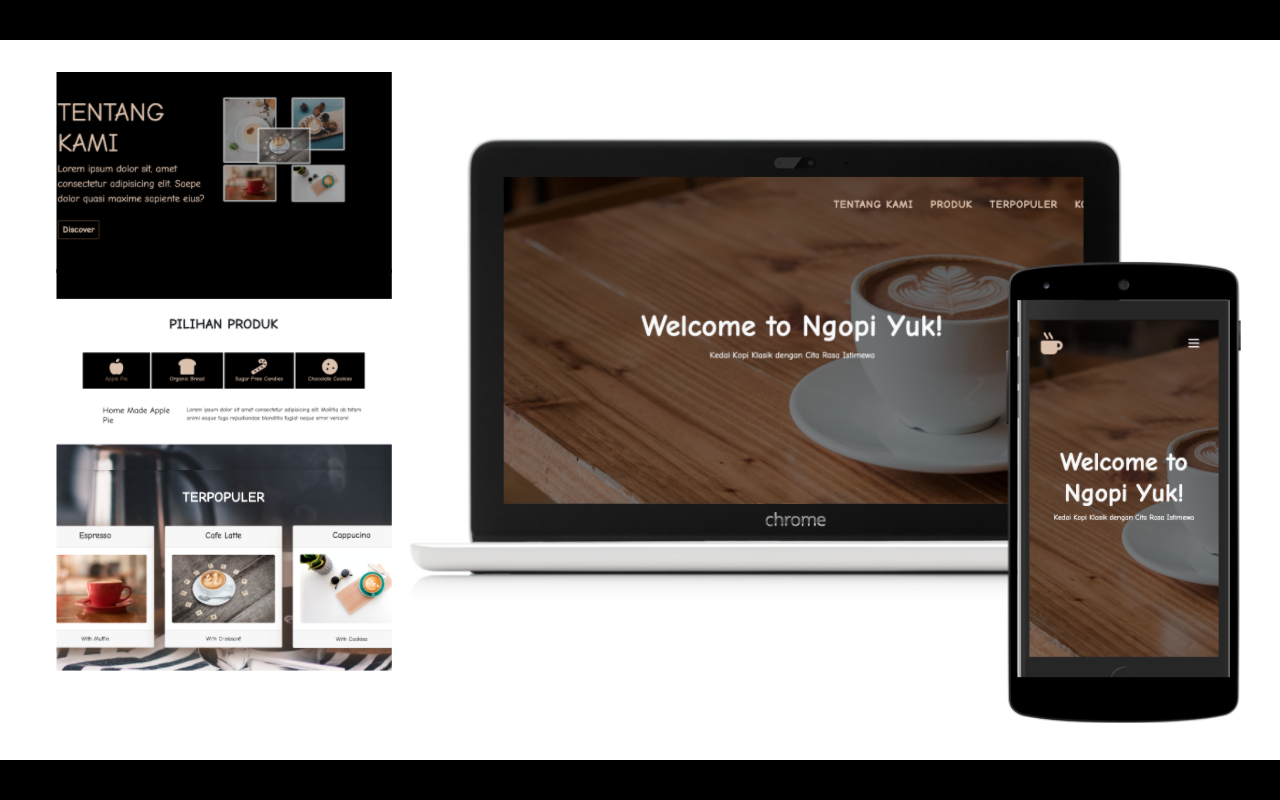 TENTANG
KAMI
Lorem ipsum dolor sit, amet
consectetur adipisicing elit. Saepe
dolor quasi maxime sapiente eius?
Discover
PILIHAN PRODUK
Apple Pie
Organic Bread
Sugar Free Candies
Chocolate Cookies
Home Made Apple
Pie
Lorem ipsum dolor sit amet consectetur adipisicing elit. Mollitia ab totam
animi eaque fuga repudiandae blanditiis fugiat neque error verisam!
TERPOPULER
Espresso
Cafe Latte
Cappucino
With Muffin
With Croissant
With Cookies
TENTANG KAMI PRODUK TERPOPULER KO
Welcome to Ngopi Yuk!
Kedai Kopi Klasik dengan Cita Rasa Istimewa
chrome
Welcome to
Ngopi Yuk!
Kedai Kopi Klasik dengan Cita Rasa Istimewa